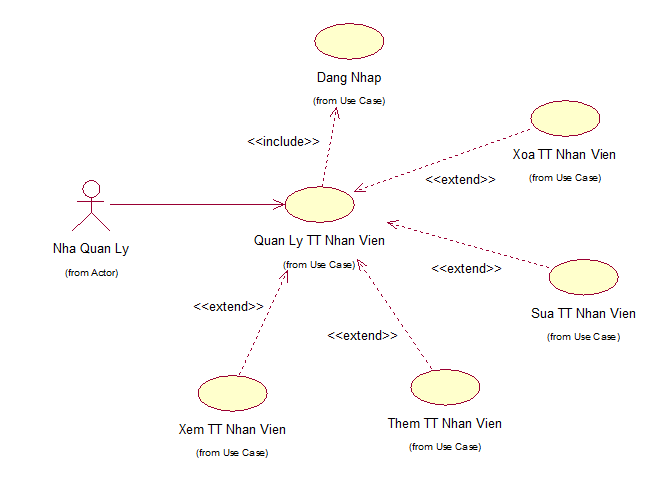 Dang Nhap
(from Use Case)
<<include>>
Xoa TT Nhan Vien
(from Use Case)
<<extend>>
Nha Quan Ly
(from Actor)
Quan Ly TT Nhan Vien
(from Use Case)
<<extend>>
Sua TT Nhan Vien
(from Use Case)
<<extend>>
<<extend>>
Xem TT Nhan Vien
(from Use Case)
Them TT Nhan Vien
(from Use Case)